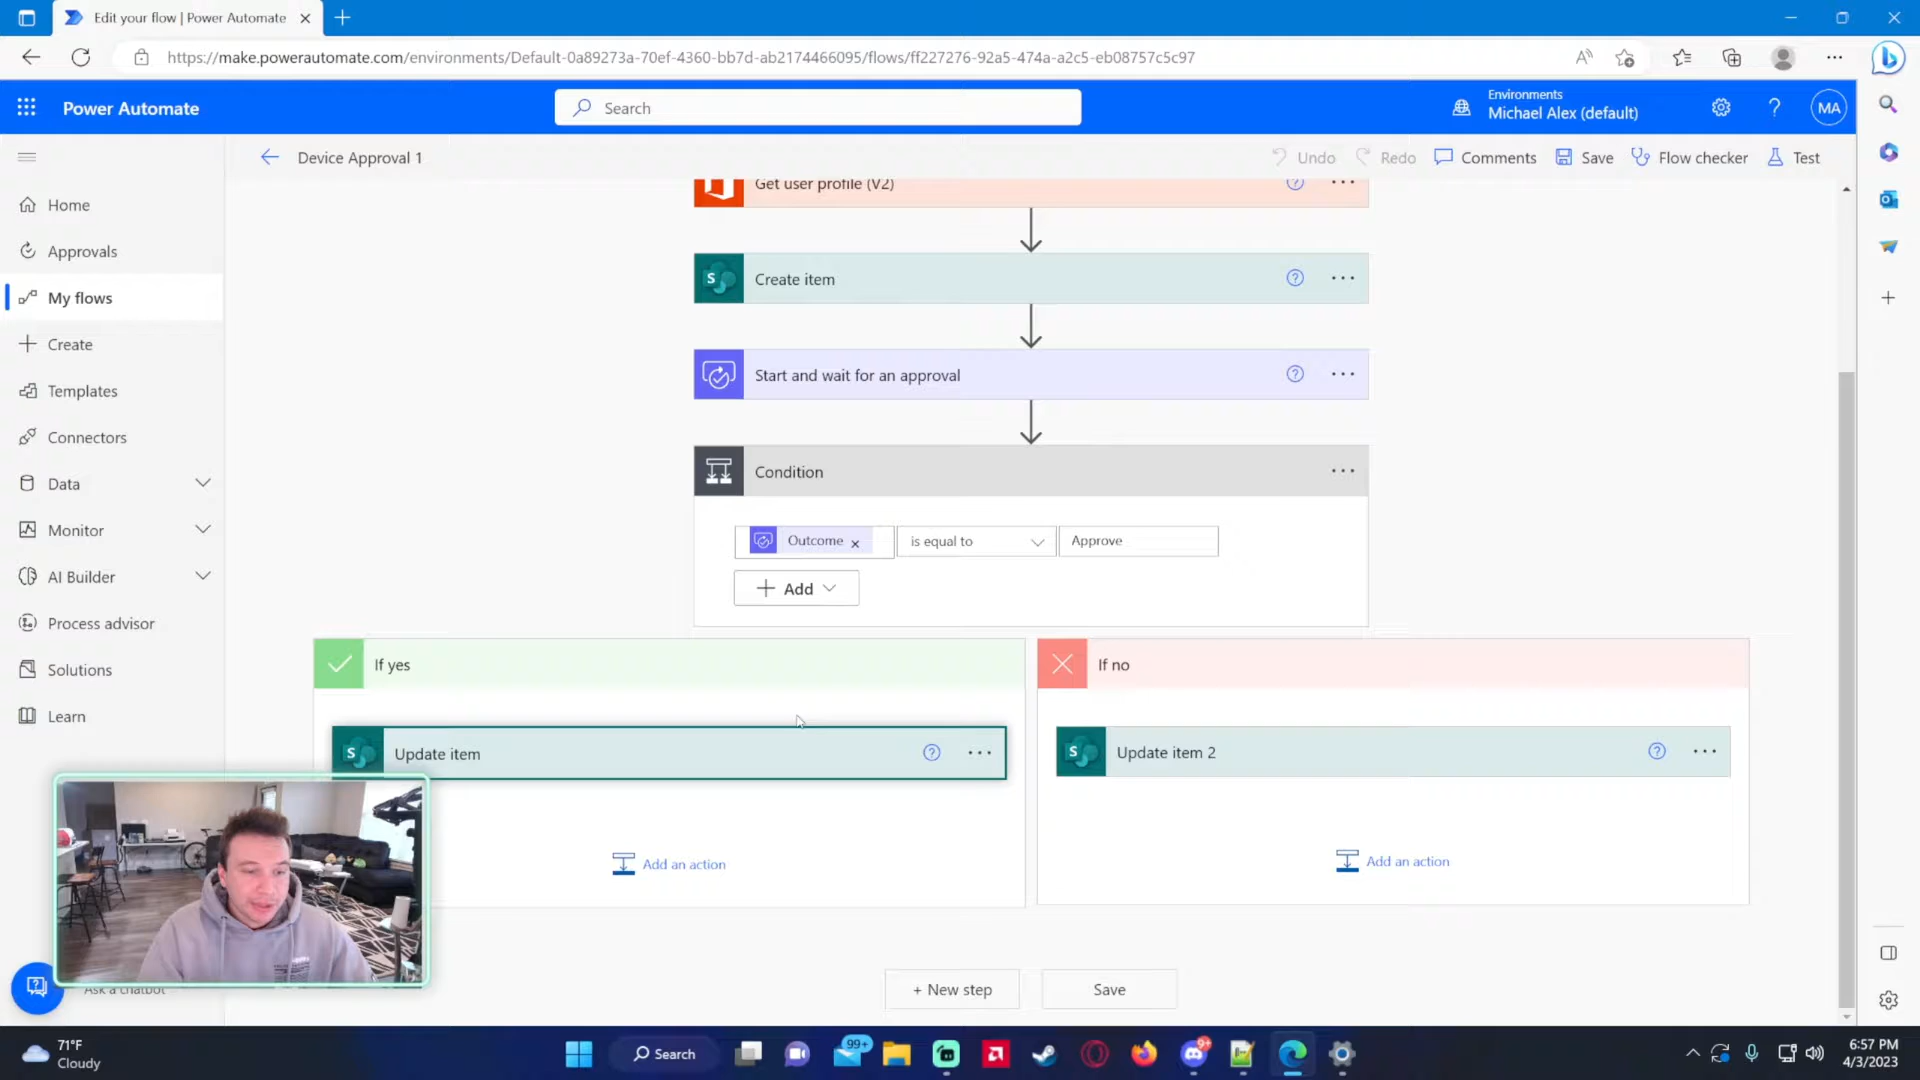 Edit your flow | Power Automate
https://make.powerautomate.com/environments/Default-0a89273a-70ef-4360-bb7d-ab2174466095/flows/ff227276-92a5-474a-a2c5-eb08757c5c97
Power Automate
Search
Environments
Michael Alex (default)
MA
Device Approval 1
Undo
Redo
Comments
Save
Flow checker
Test
Home
Approvals
My flows
Create
Templates
Connectors
Data
Monitor
AI Builder
Process advisor
Solutions
Learn
Ask a chatbot
Get user profile (V2)
Create item
Start and wait for an approval
Condition
Outcome
is equal to
Approve
Add
If yes
Update item
Add an action
If no
Update item 2
Add an action
+ New step
Save
71°F
Cloudy
Search
99+
9+
6:57 PM
4/3/2023